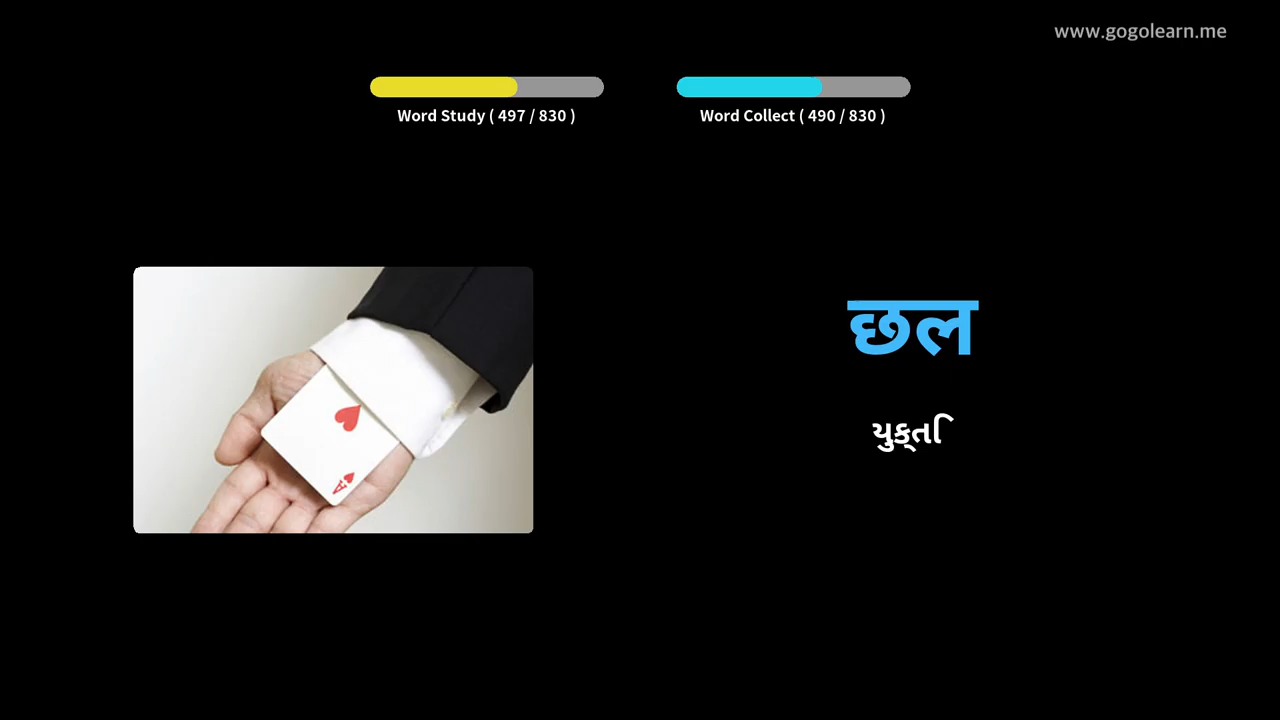 www.gogolearn.me
Word Study ( 497 / 830 )
Word Collect ( 490 / 830 )
छल
યુક્તિ
A